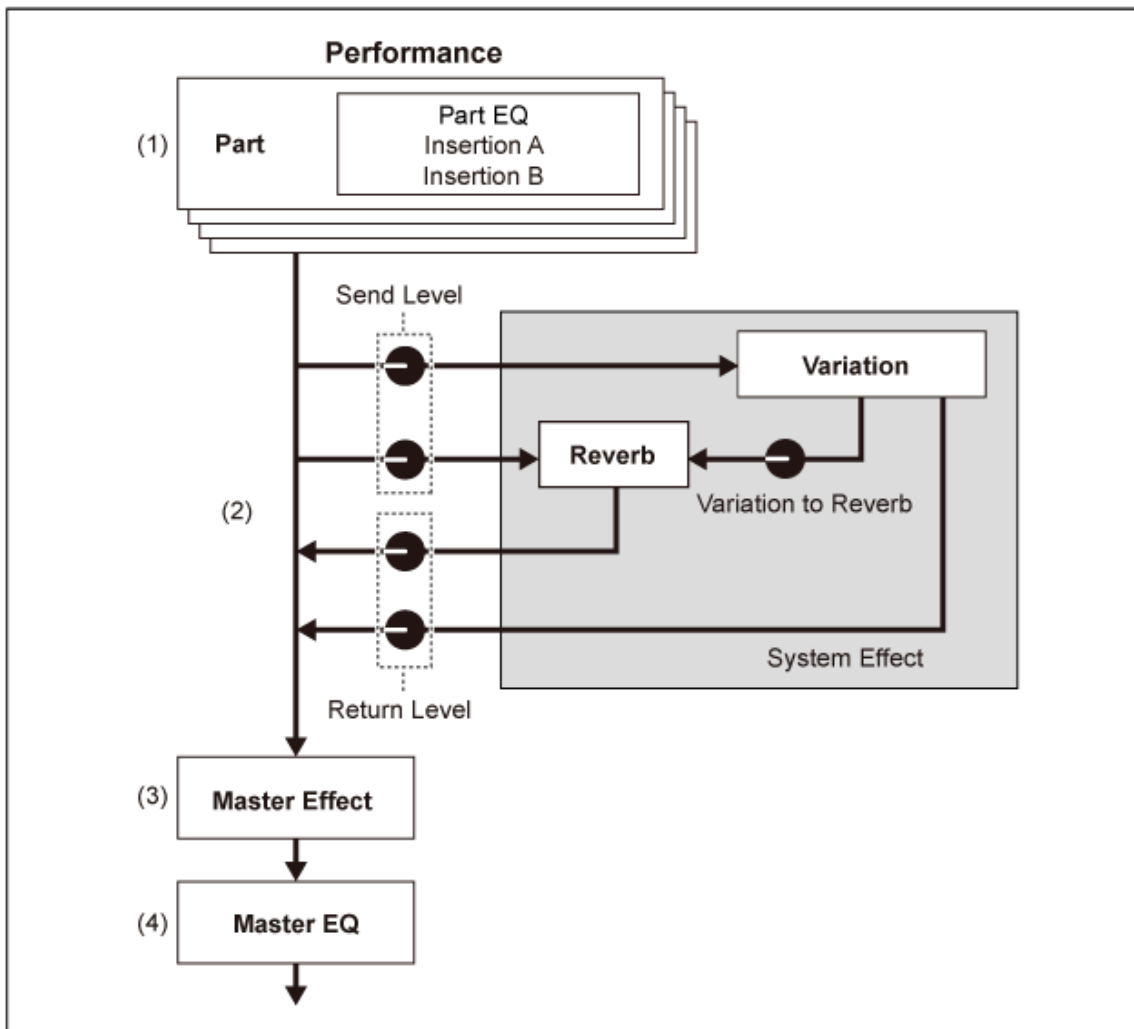 Performance
(1)
Part
Part EQ
Insertion A
Insertion B
Send Level
Variation
Reverb
Variation to Reverb
(2)
System Effect
Return Level
(3)
Master Effect
(4)
Master EQ